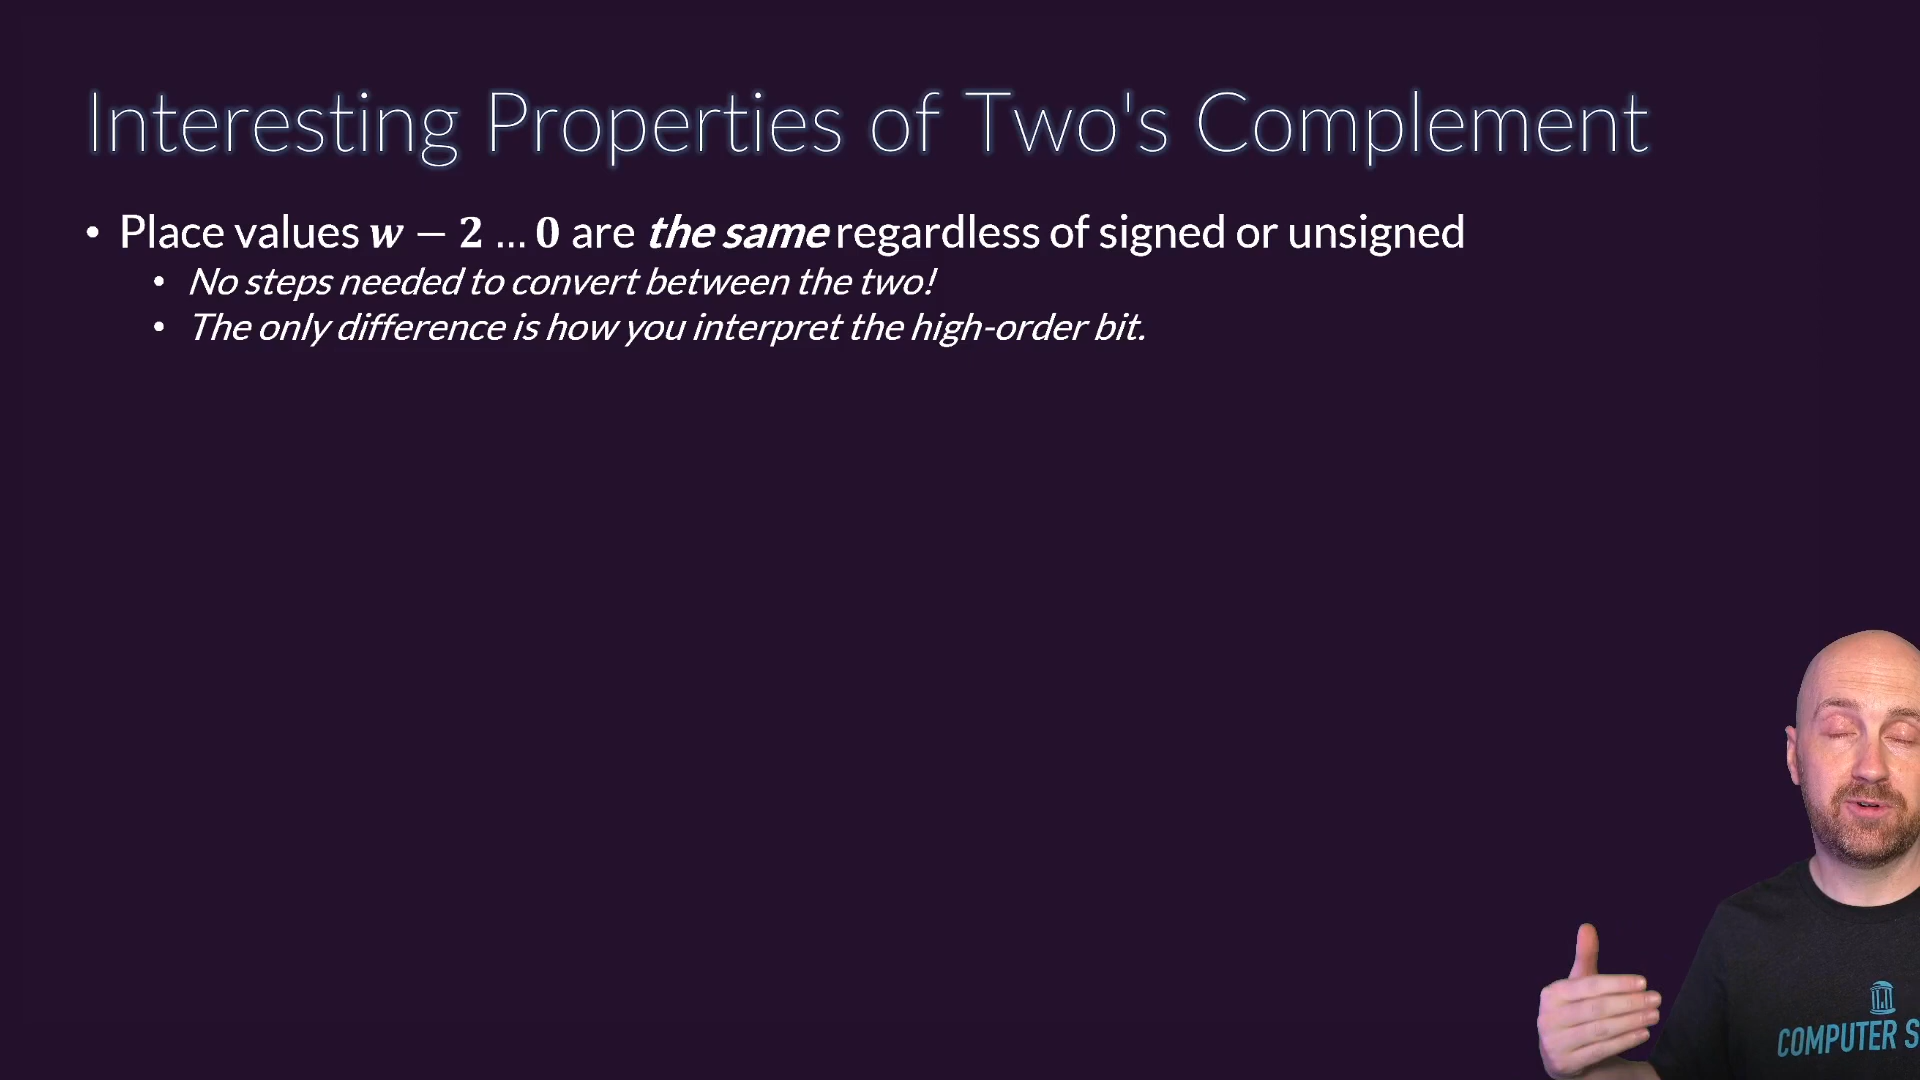 Interesting Properties of Two's Complement
• Place values w − 2 … 0 are the same regardless of signed or unsigned
• No steps needed to convert between the two!
• The only difference is how you interpret the high-order bit.
COMPUTER S